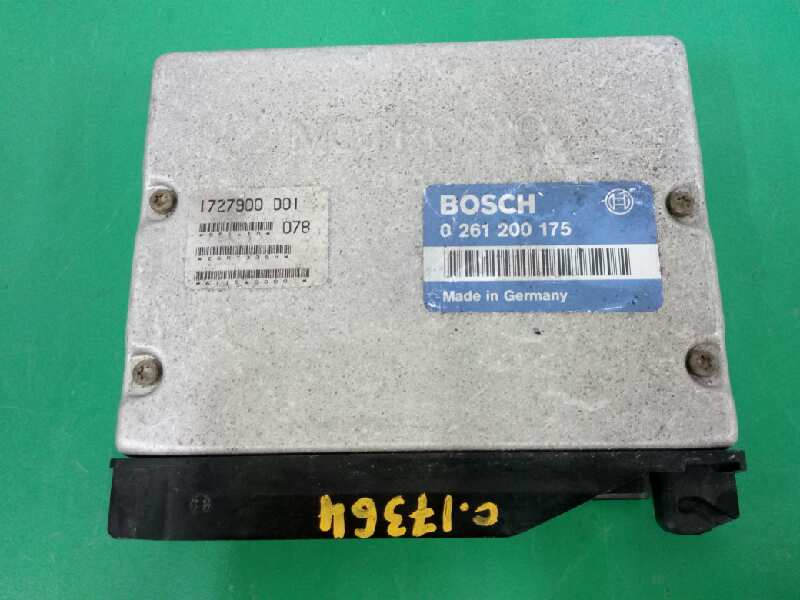 MOTRONIC
1727900 001
078
BOSCH
0 261 200 175
Made in Germany
c.17364